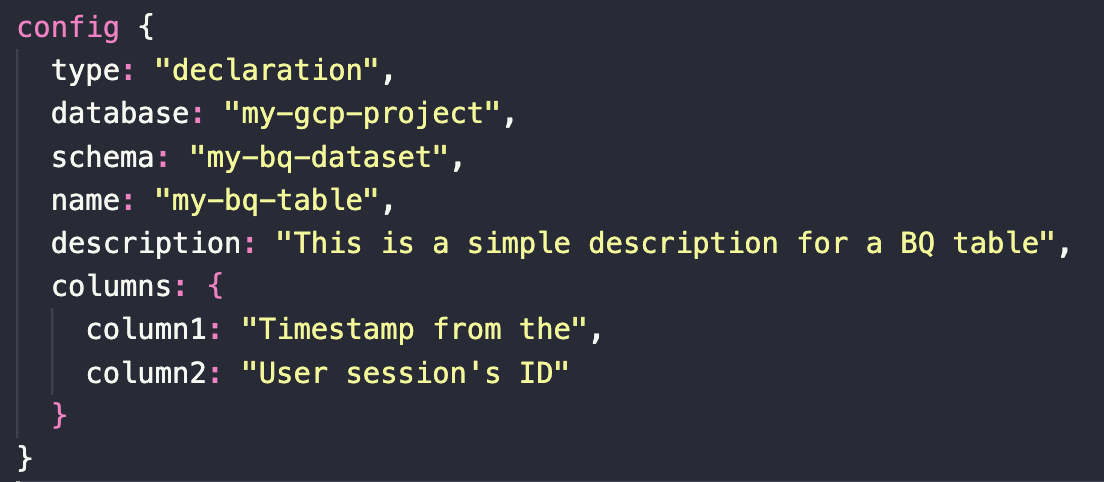 config {
  type: "declaration",
  database: "my-gcp-project",
  schema: "my-bq-dataset",
  name: "my-bq-table",
  description: "This is a simple description for a BQ table",
  columns: {
    column1: "Timestamp from the",
    column2: "User session's ID"
  }
}